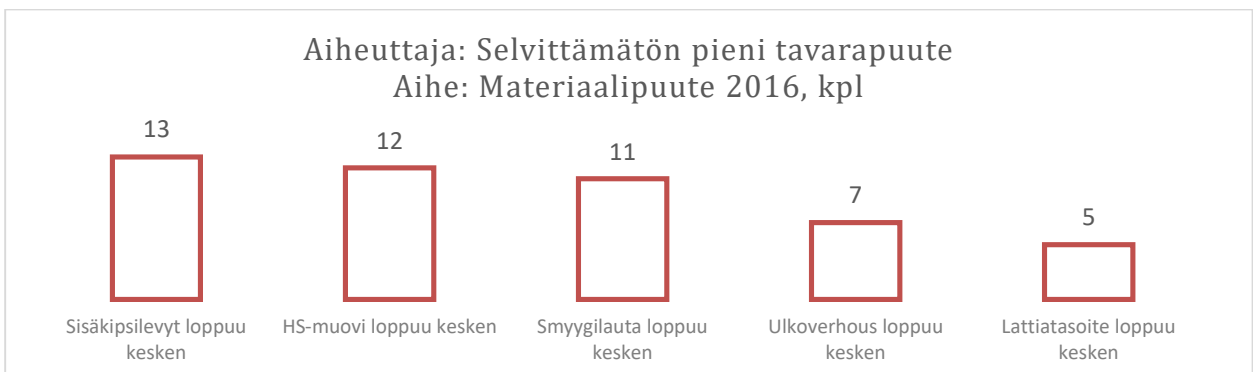 Aiheuttaja: Selvittämätön pieni tavarapuute
Aihe: Materiaalipuute 2016, kpl
13
12
11
7
5
Sisäkipsilevyt loppuu
kesken
HS-muovi loppuu kesken
Smyygilauta loppuu
kesken
Ulkoverhous loppuu
kesken
Lattiatasoite loppuu
kesken